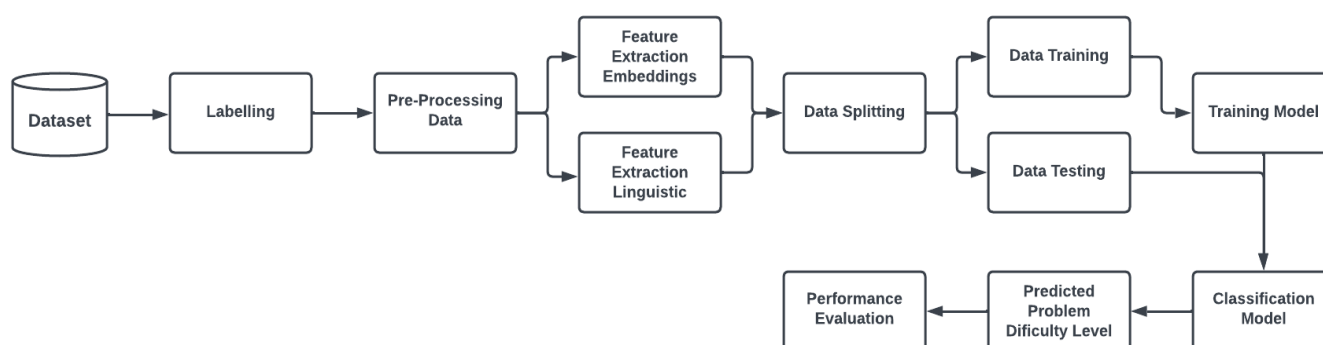 Dataset
Labelling
Pre-Processing
Data
Feature
Extraction
Embeddings
Feature
Extraction
Linguistic
Data Splitting
Data Training
Data Testing
Training Model
Classification
Model
Predicted
Problem
Dificulty Level
Performance
Evaluation